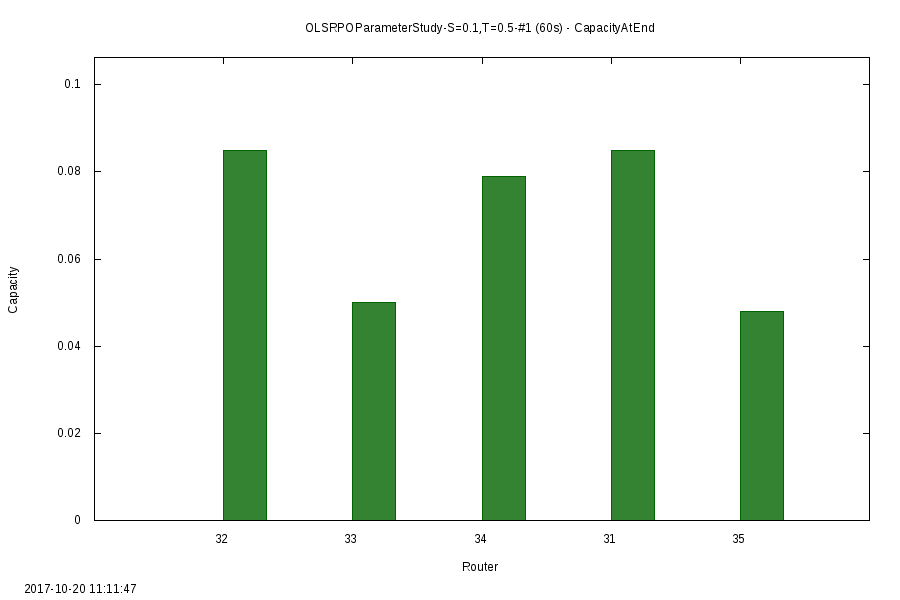 OLSRPOParameterStudy-S=0.1,T=0.5-#1 (60s) - CapacityAtEnd
0.1
0.08
0.06
0.04
0.02
0
Capacity
32 33 34 31 35
Router
2017-10-20 11:11:47